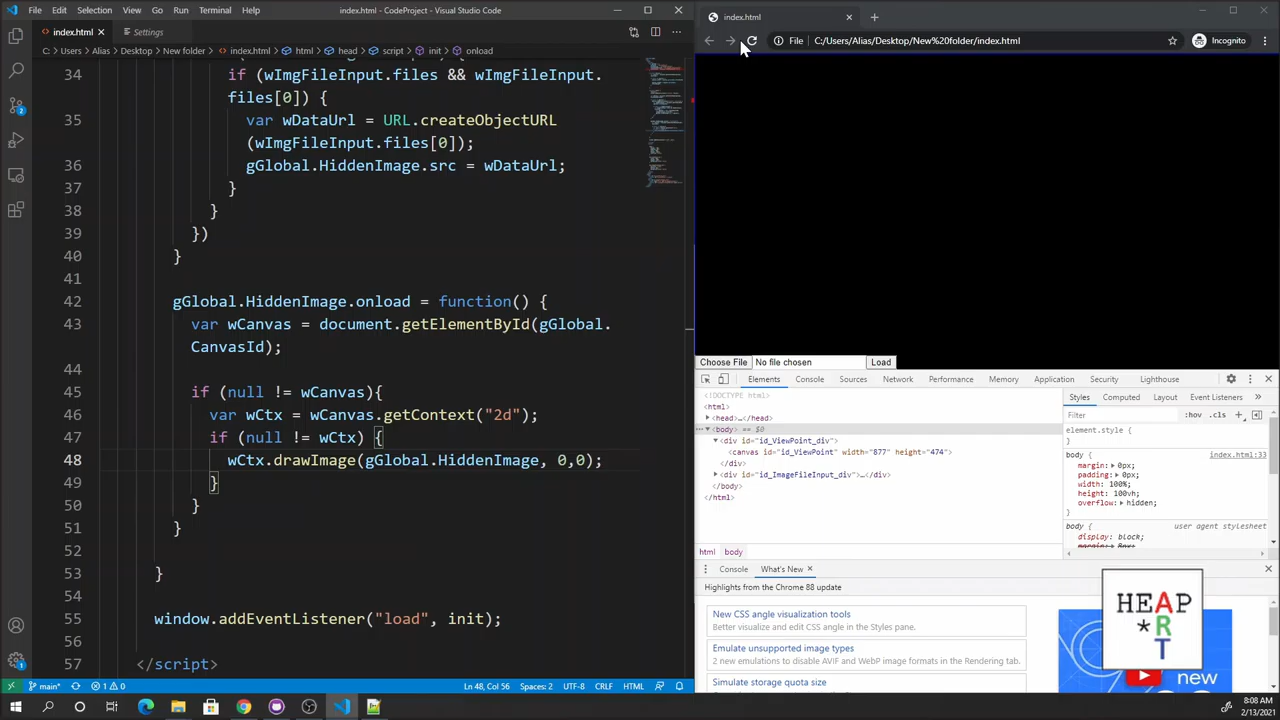 File Edit Selection View Go Run Terminal Help index.html - CodeProject - Visual Studio Code
index.html × Settings
C: > Users > Alias > Desktop > New folder > index.html > html > head > script > init > onload
34 if (wImgFileInput.files && wImgFileInput.
files[0]) {
35 var wDataUrl = URL.createObjectURL
(wImgFileInput.files[0]);
36 gGlobal.HiddenImage.src = wDataUrl;
37 }
38 }
39 })
40 }
41
42 gGlobal.HiddenImage.onload = function() {
43 var wCanvas = document.getElementById(gGlobal.
CanvasId);
44
45 if (null != wCanvas){
46 var wCtx = wCanvas.getContext("2d");
47 if (null != wCtx) {
48 wCtx.drawImage(gGlobal.HiddenImage, 0,0);
49 }
50 }
51 }
52
53 }
54
55 window.addEventListener("load", init);
56
57 </script>
main* 1 0 Ln 48, Col 56 Spaces: 2 UTF-8 CRLF HTML
index.html
File C:/Users/Alias/Desktop/New%20folder/index.html Incognito
Choose File No file chosen Load
Elements Console Sources Network Performance Memory Application Security Lighthouse
<!DOCTYPE html>
<html>
<head>…</head>
<body> == $0
<div id="id_ViewPoint_div">
<canvas id="id_ViewPoint" width="877" height="474">
</div>
<div id="id_ImageFileInput_div">…</div>
</body>
</html>
html body
Styles Computed Layout Event Listeners
Filter :hov .cls
element.style {
}
body { index.html:33
margin: 0px;
padding: 0px;
width: 100%;
height: 100vh;
overflow: hidden;
}
body { user agent stylesheet
display: block;
margin: 8px;
Console What's New ×
Highlights from the Chrome 88 update
New CSS angle visualization tools
Better visualize and edit CSS angle in the Styles pane.
Emulate unsupported image types
2 new emulations to disable AVIF and WebP image formats in the Rendering tab.
Simulate storage quota size
new
HEAP
*R
T
8:08 AM
2/13/2021